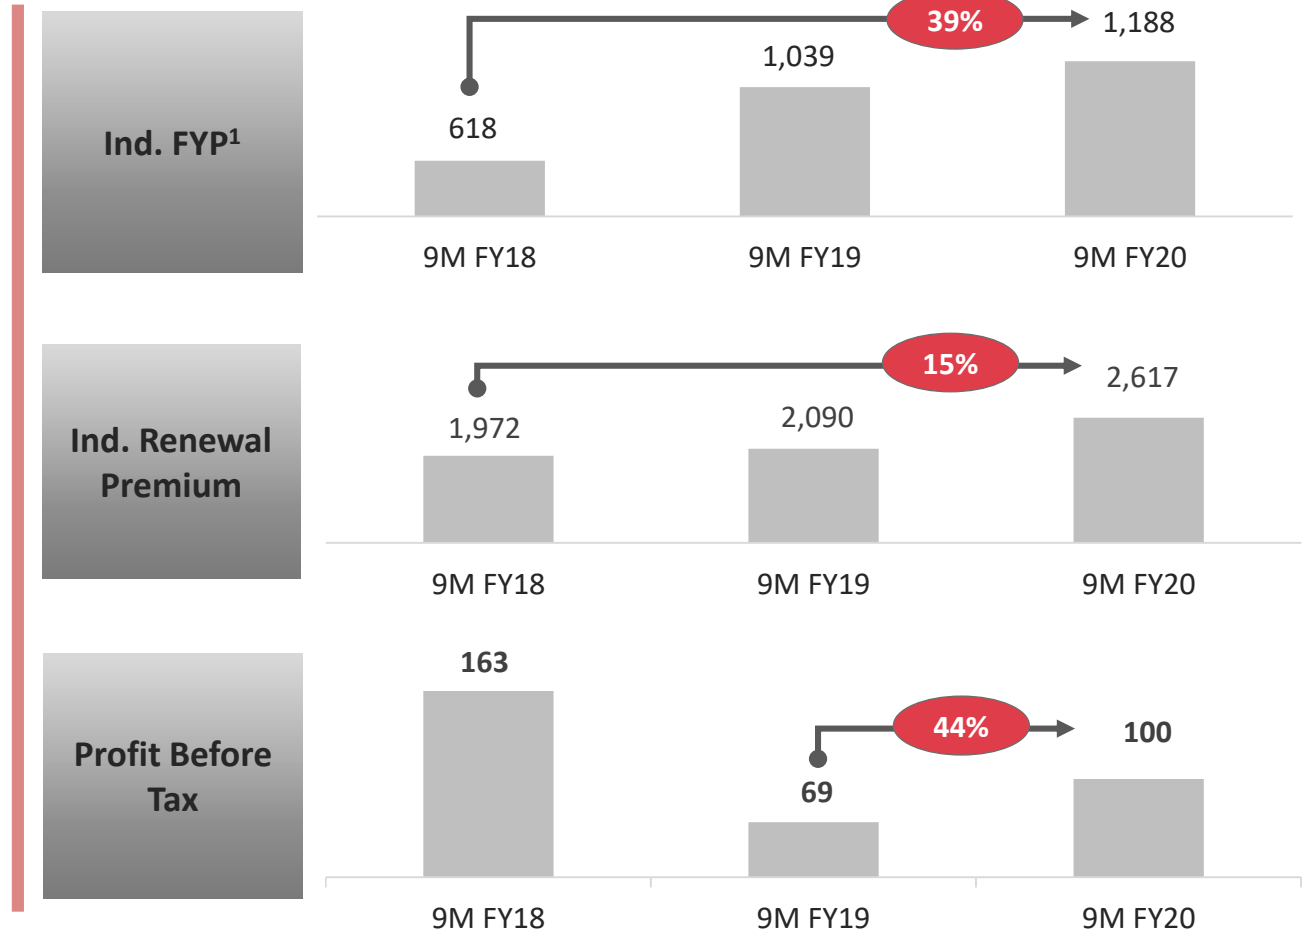 Ind. FYP¹
39%
618
1,039
1,188
9M FY18
9M FY19
9M FY20
Ind. Renewal
Premium
15%
1,972
2,090
2,617
9M FY18
9M FY19
9M FY20
Profit Before
Tax
163
44%
69
100
9M FY18
9M FY19
9M FY20